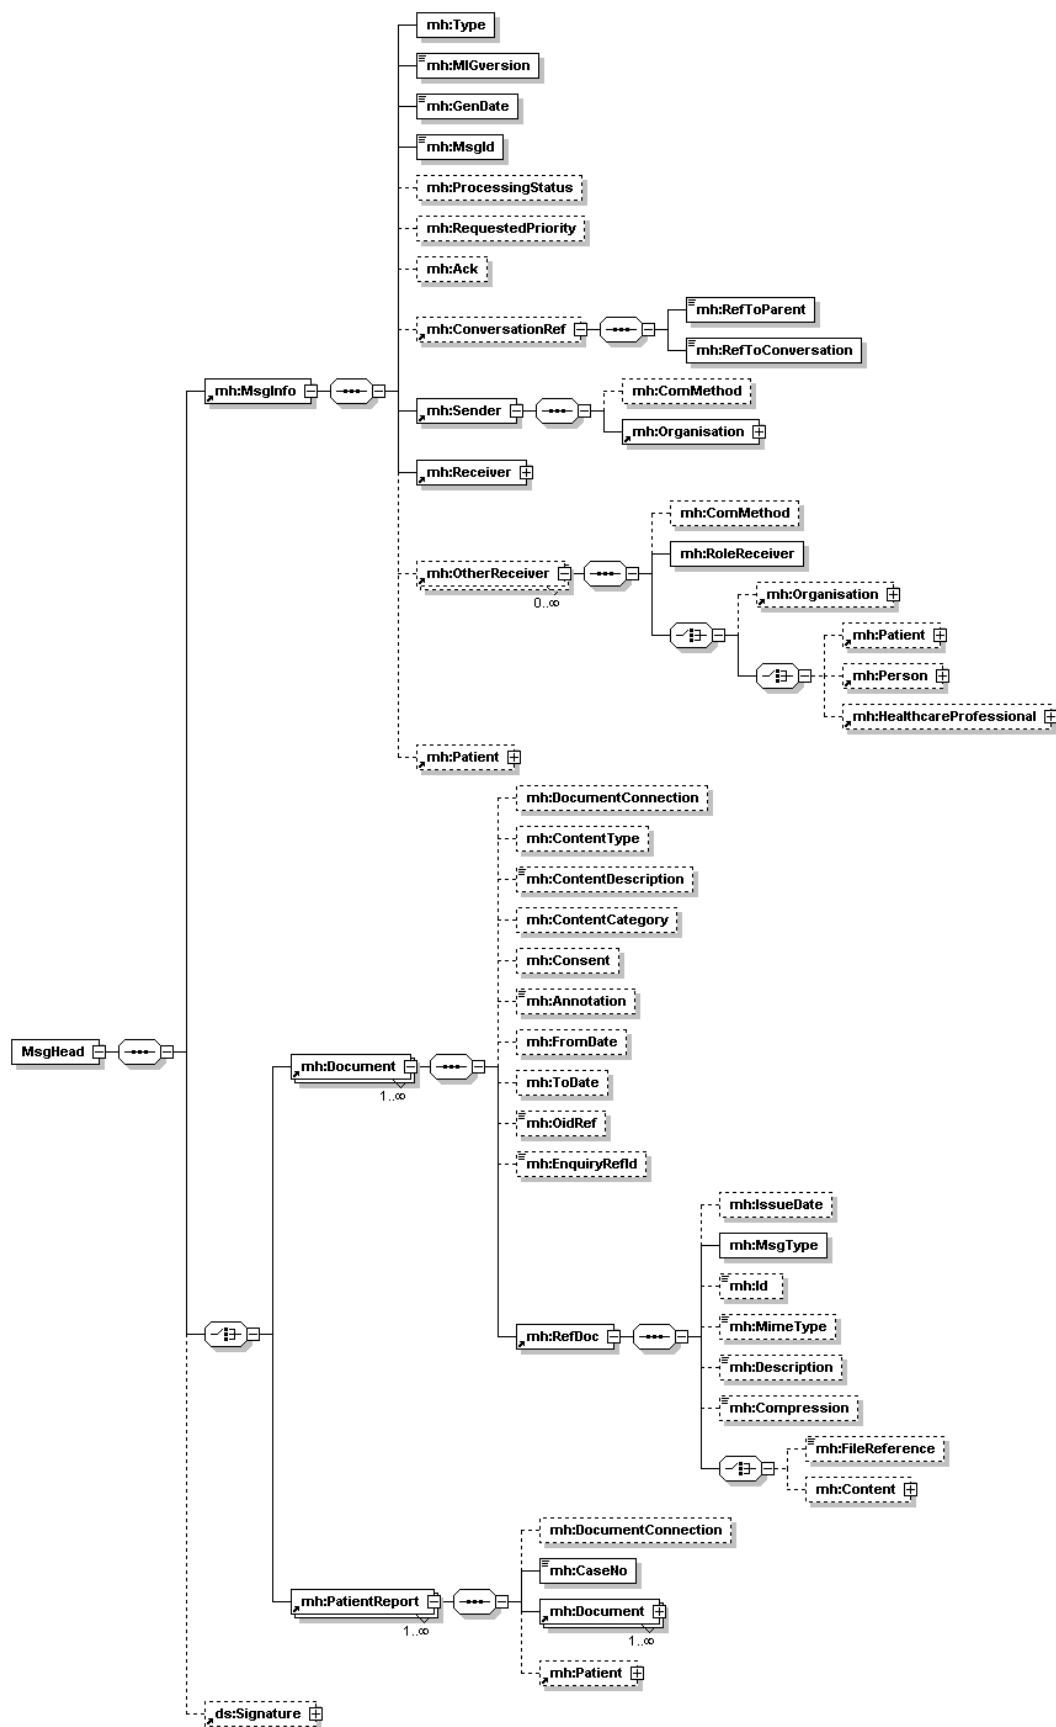 mh:Type
mh:MIGversion
mh:GenDate
mh:MsgId
mh:ProcessingStatus
mh:RequestedPriority
mh:Ack
mh:ConversationRef
mh:RefToParent
mh:RefToConversation
mh:MsgInfo
mh:Sender
mh:ComMethod
mh:Organisation
mh:Receiver
mh:OtherReceiver
0..∞
mh:ComMethod
mh:RoleReceiver
mh:Organisation
mh:Patient
mh:Person
mh:HealthcareProfessional
mh:Patient
MsgHead
mh:Document
1..∞
mh:DocumentConnection
mh:ContentType
mh:ContentDescription
mh:ContentCategory
mh:Consent
mh:Annotation
mh:FromDate
mh:ToDate
mh:OidRef
mh:EnquiryRefId
mh:RefDoc
mh:IssueDate
mh:MsgType
mh:Id
mh:MimeType
mh:Description
mh:Compression
mh:FileReference
mh:Content
mh:PatientReport
1..∞
mh:DocumentConnection
mh:CaseNo
mh:Document
1..∞
mh:Patient
ds:Signature